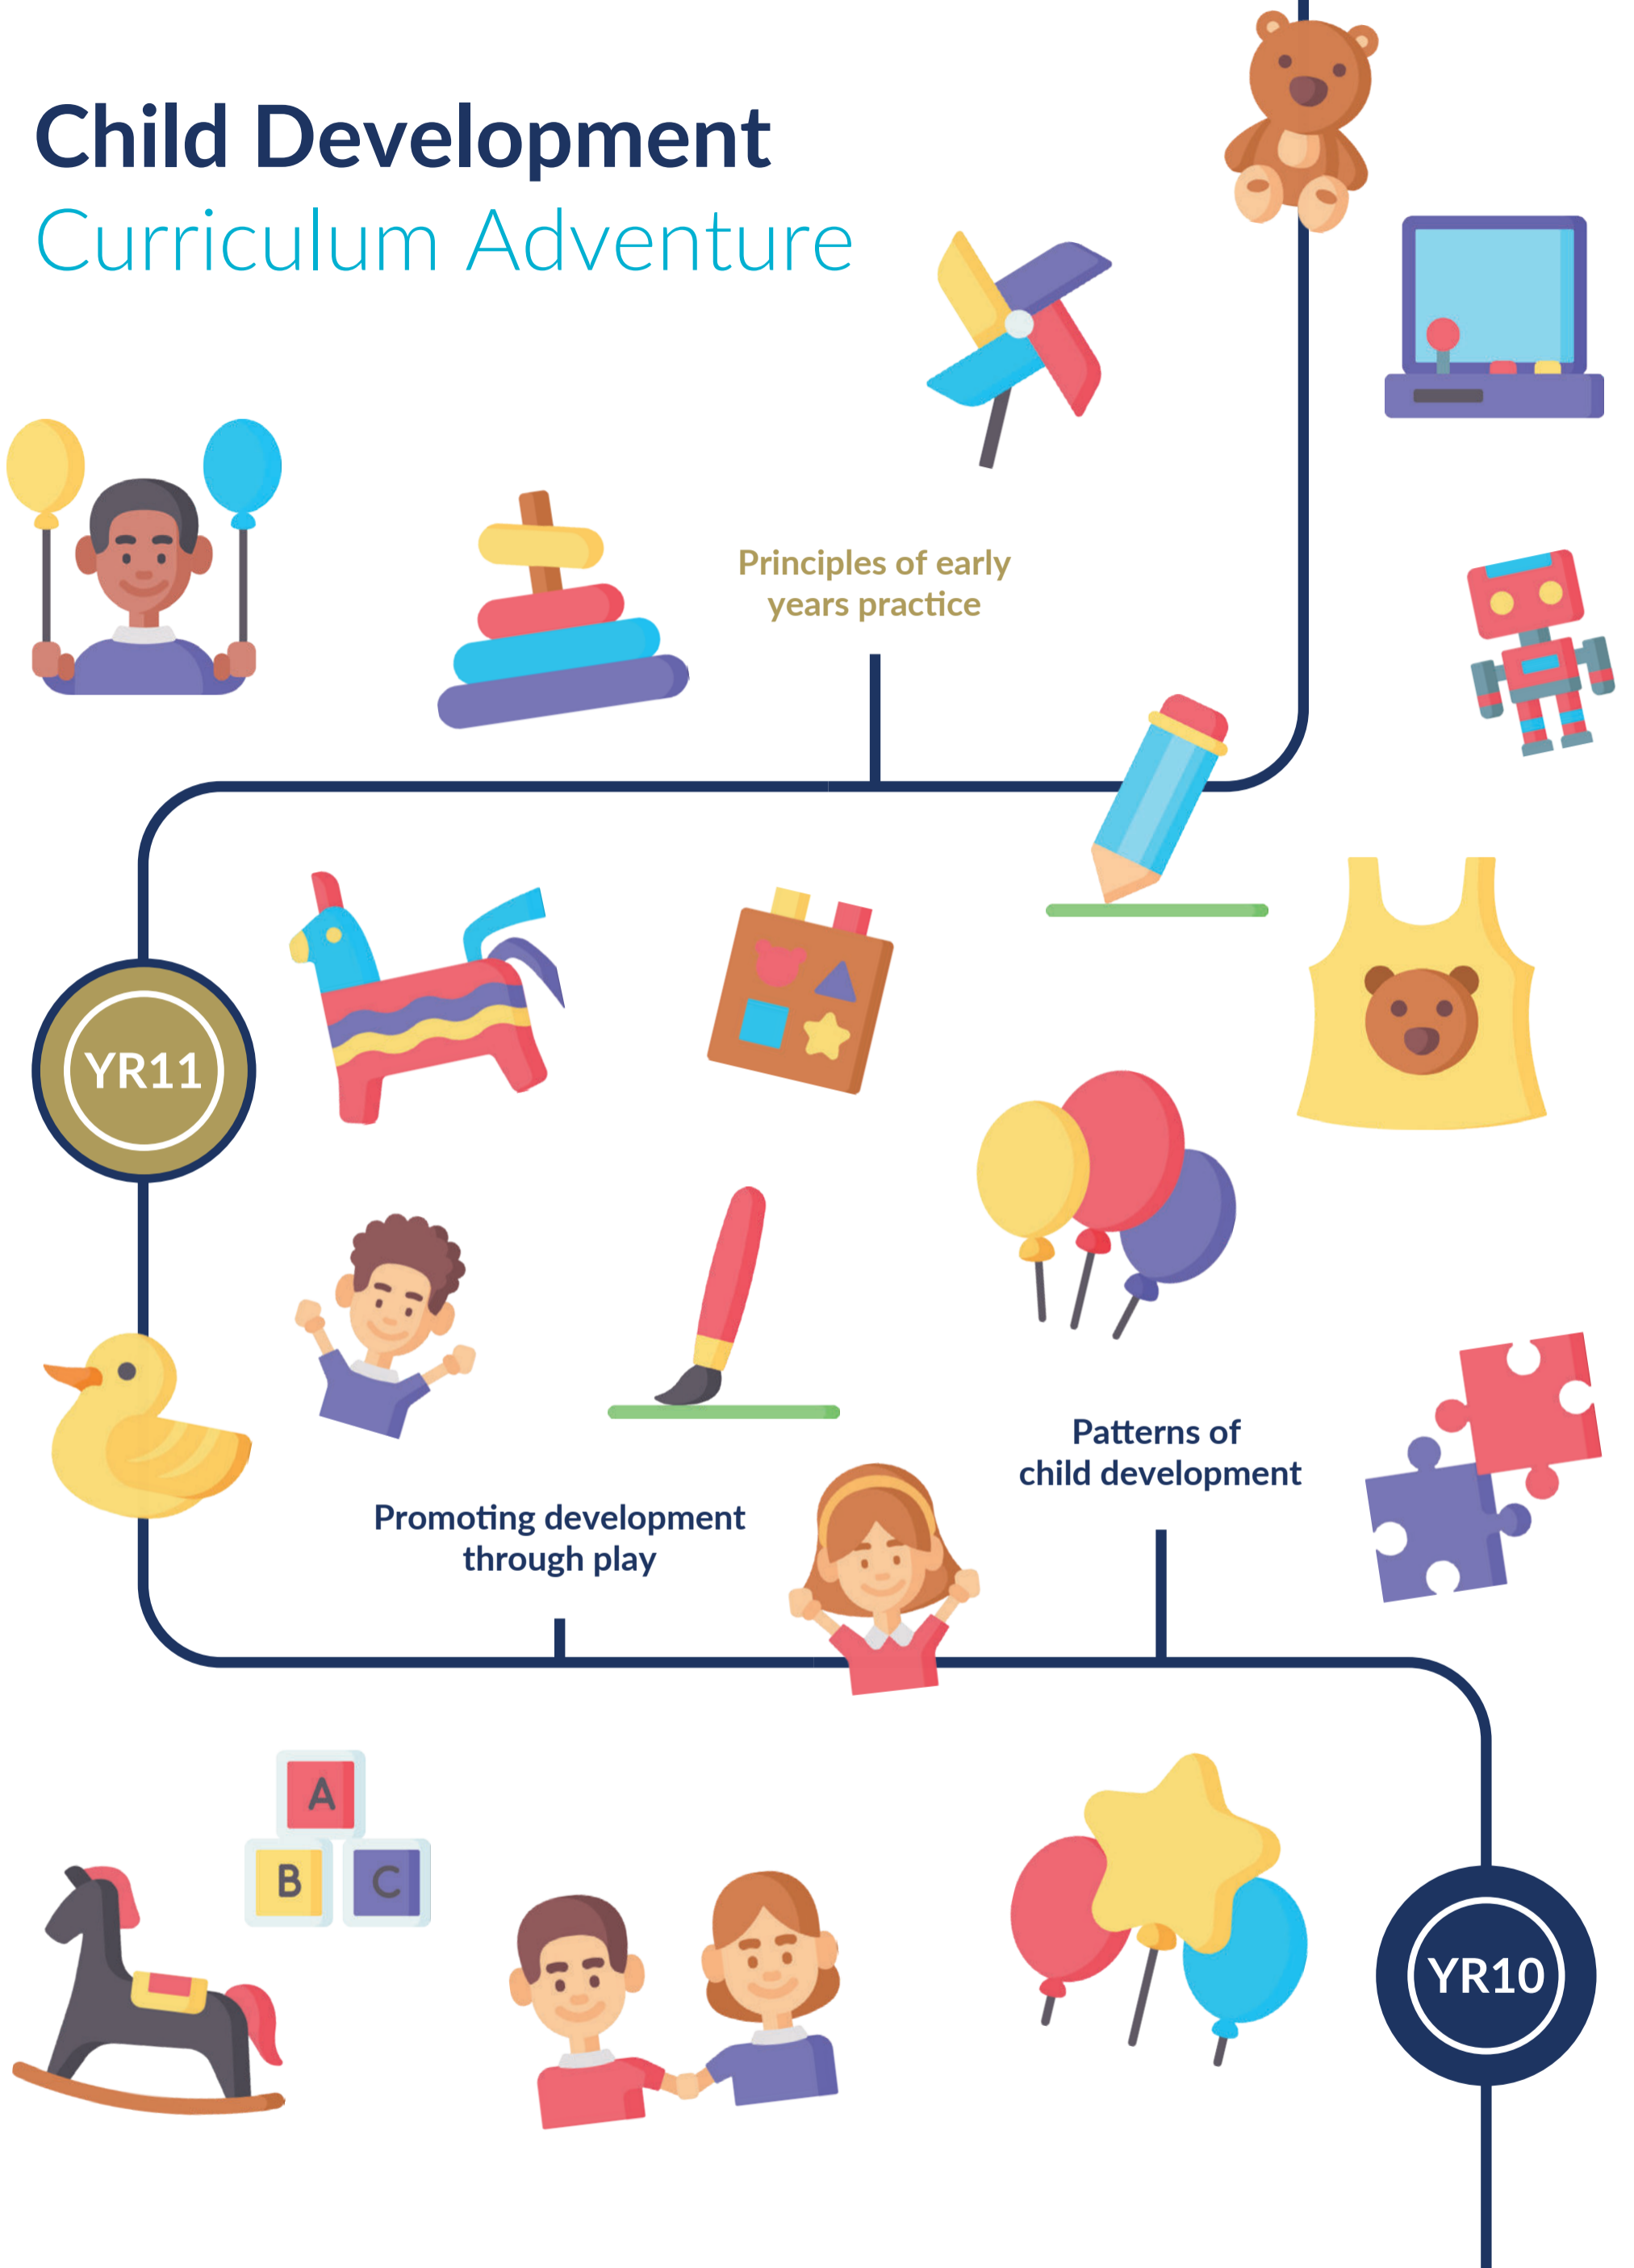 Child Development
Curriculum Adventure
Principles of early
years practice
YR11
Patterns of
child development
Promoting development
through play
A
B C
YR10